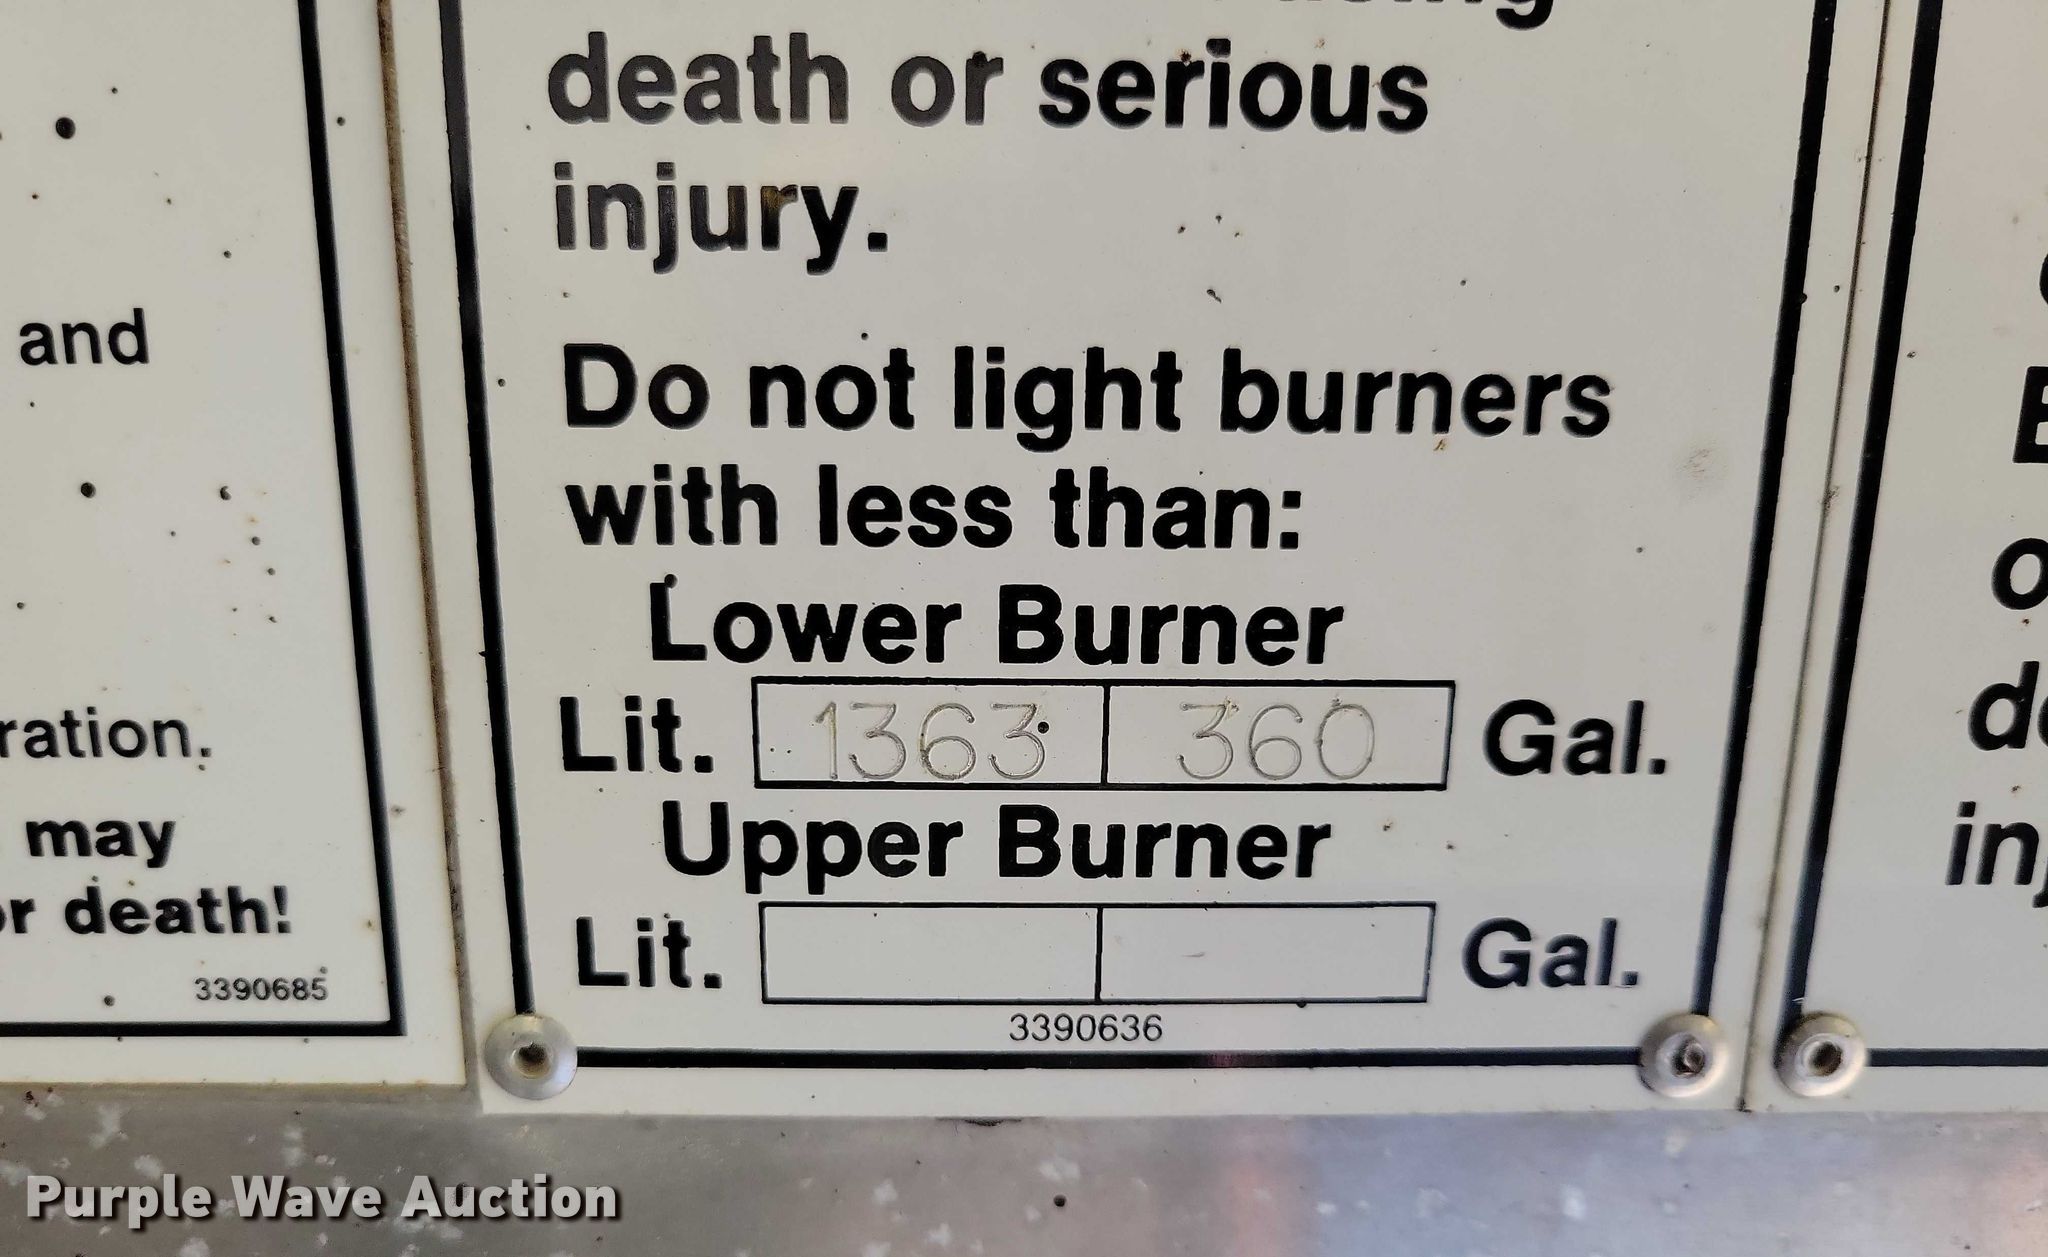 death or serious
injury.
Do not light burners
with less than:
Lower Burner
Lit. 1363 360 Gal.
Upper Burner
Lit. Gal.
3390636
and
ration.
may
or death!
3390685
Purple Wave Auction